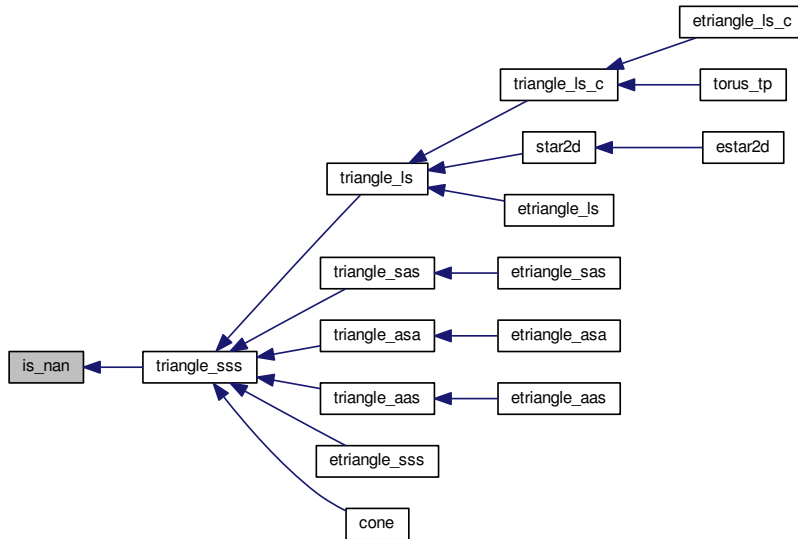 etriangle_ls_c
triangle_ls_c
torus_tp
star2d
estar2d
triangle_ls
etriangle_ls
triangle_sas
etriangle_sas
triangle_asa
etriangle_asa
is_nan
triangle_sss
triangle_aas
etriangle_aas
etriangle_sss
cone